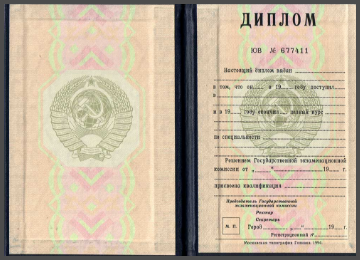 ДИПЛОМ
ЮВ № 677411
Настоящий диплом выдан
в том, что он в 19 году поступил
в
и в 19 году окончил полный курс
по специальности
Решением Государственной экзаменационной
комиссии от „ “ 19 г.
присвоена квалификация
Председатель Государственной
экзаменационной комиссии
Ректор
Секретарь
М. П.
Город „ “ 19 г.
Регистрационный №